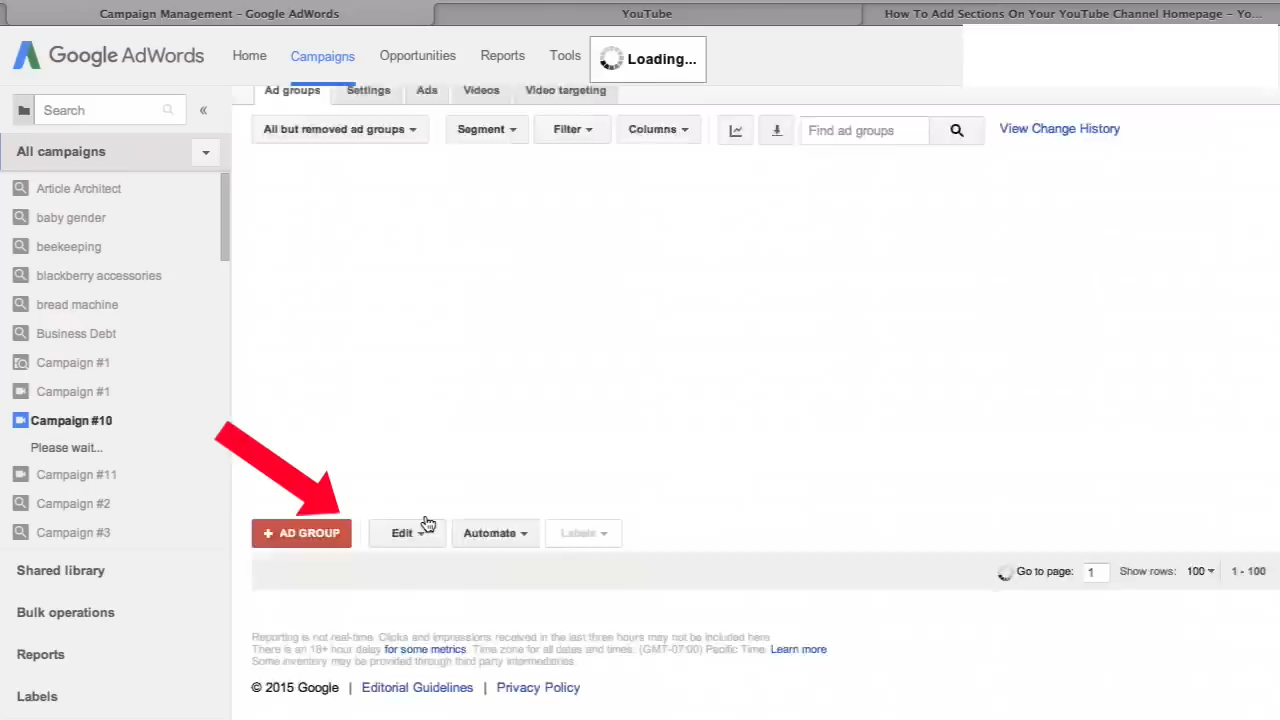 Campaign Management – Google AdWords
YouTube
How To Add Sections On Your YouTube Channel Homepage – Yo...
Google AdWords
Home
Campaigns
Opportunities
Reports
Tools
Loading...
Search
«
Ad groups
Settings
Ads
Videos
Video targeting
All but removed ad groups
Segment
Filter
Columns
Find ad groups
View Change History
All campaigns
Article Architect
baby gender
beekeeping
blackberry accessories
bread machine
Business Debt
Campaign #1
Campaign #1
Campaign #10
Please wait...
Campaign #11
Campaign #2
Campaign #3
Shared library
Bulk operations
Reports
Labels
+ AD GROUP
Edit
Automate
Labels
Go to page: 1
Show rows: 100
1 - 100
Reporting is not real-time. Clicks and impressions received in the last three hours may not be included here.
There is an 18+ hour delay for some metrics. Time zone for all dates and times: (GMT-07:00) Pacific Time. Learn more
Some inventory may be provided through third party intermediaries.
© 2015 Google | Editorial Guidelines | Privacy Policy